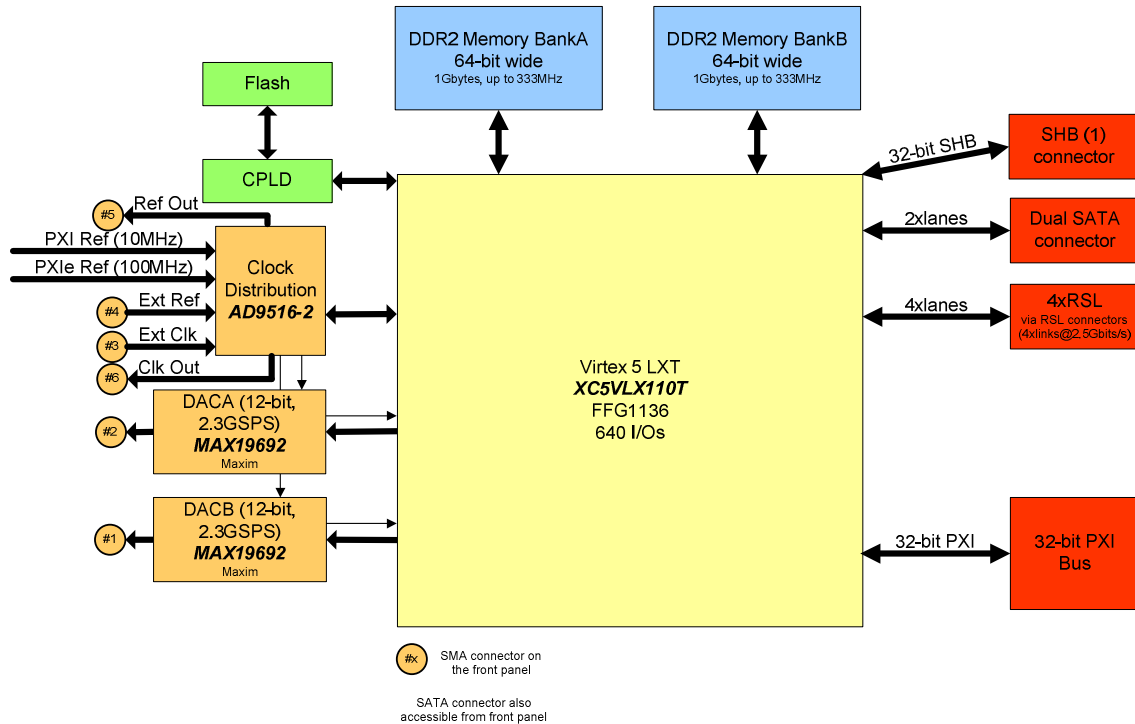 DDR2 Memory BankA
64-bit wide
1Gbytes, up to 333MHz
DDR2 Memory BankB
64-bit wide
1Gbytes, up to 333MHz
Flash
CPLD
32-bit SHB
SHB (1)
connector
#5
Ref Out
PXI Ref (10MHz)
PXIe Ref (100MHz)
#4
Ext Ref
#3
Ext Clk
#6
Clk Out
Clock
Distribution
AD9516-2
2xlanes
Dual SATA
connector
4xlanes
4xRSL
via RSL connectors
(4xlinks@2.5Gbits/s)
Virtex 5 LXT
XC5VLX110T
FFG1136
640 I/Os
#2
DACA (12-bit,
2.3GSPS)
MAX19692
Maxim
#1
DACB (12-bit,
2.3GSPS)
MAX19692
Maxim
32-bit PXI
32-bit PXI
Bus
#x
SMA connector on
the front panel
SATA connector also
accessible from front panel